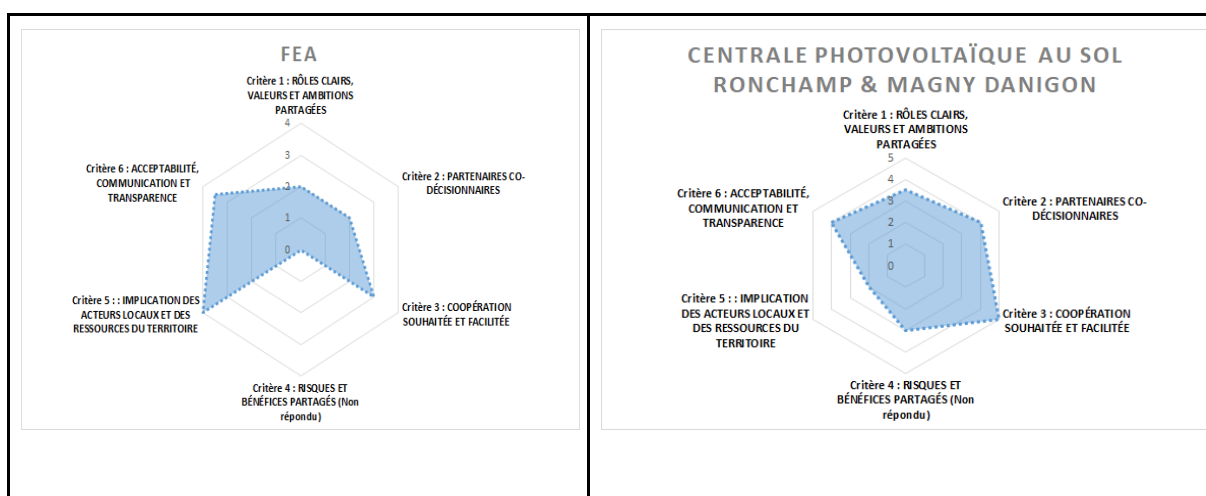 FEA
Critère 1 : RÔLES CLAIRS,
VALEURS ET AMBITIONS
PARTAGÉES
4
3
2
1
0
Critère 2 : PARTENAIRES CO-
DÉCISIONNAIRES
Critère 3 : COOPÉRATION
SOUHAITÉE ET FACILITÉE
Critère 4 : RISQUES ET
BÉNÉFICES PARTAGÉS (Non
répondu)
Critère 5 : : IMPLICATION DES
ACTEURS LOCAUX ET DES
RESSOURCES DU TERRITOIRE
Critère 6 : ACCEPTABILITÉ,
COMMUNICATION ET
TRANSPARENCE
CENTRALE PHOTOVOLTAÏQUE AU SOL
RONCHAMP & MAGNY DANIGON
Critère 1 : RÔLES CLAIRS,
VALEURS ET AMBITIONS
PARTAGÉES
5
4
3
2
1
0
Critère 2 : PARTENAIRES CO-
DÉCISIONNAIRES
Critère 3 : COOPÉRATION
SOUHAITÉE ET FACILITÉE
Critère 4 : RISQUES ET
BÉNÉFICES PARTAGÉS (Non
répondu)
Critère 5 : : IMPLICATION
DES ACTEURS LOCAUX ET
DES RESSOURCES DU
TERRITOIRE
Critère 6 : ACCEPTABILITÉ,
COMMUNICATION ET
TRANSPARENCE